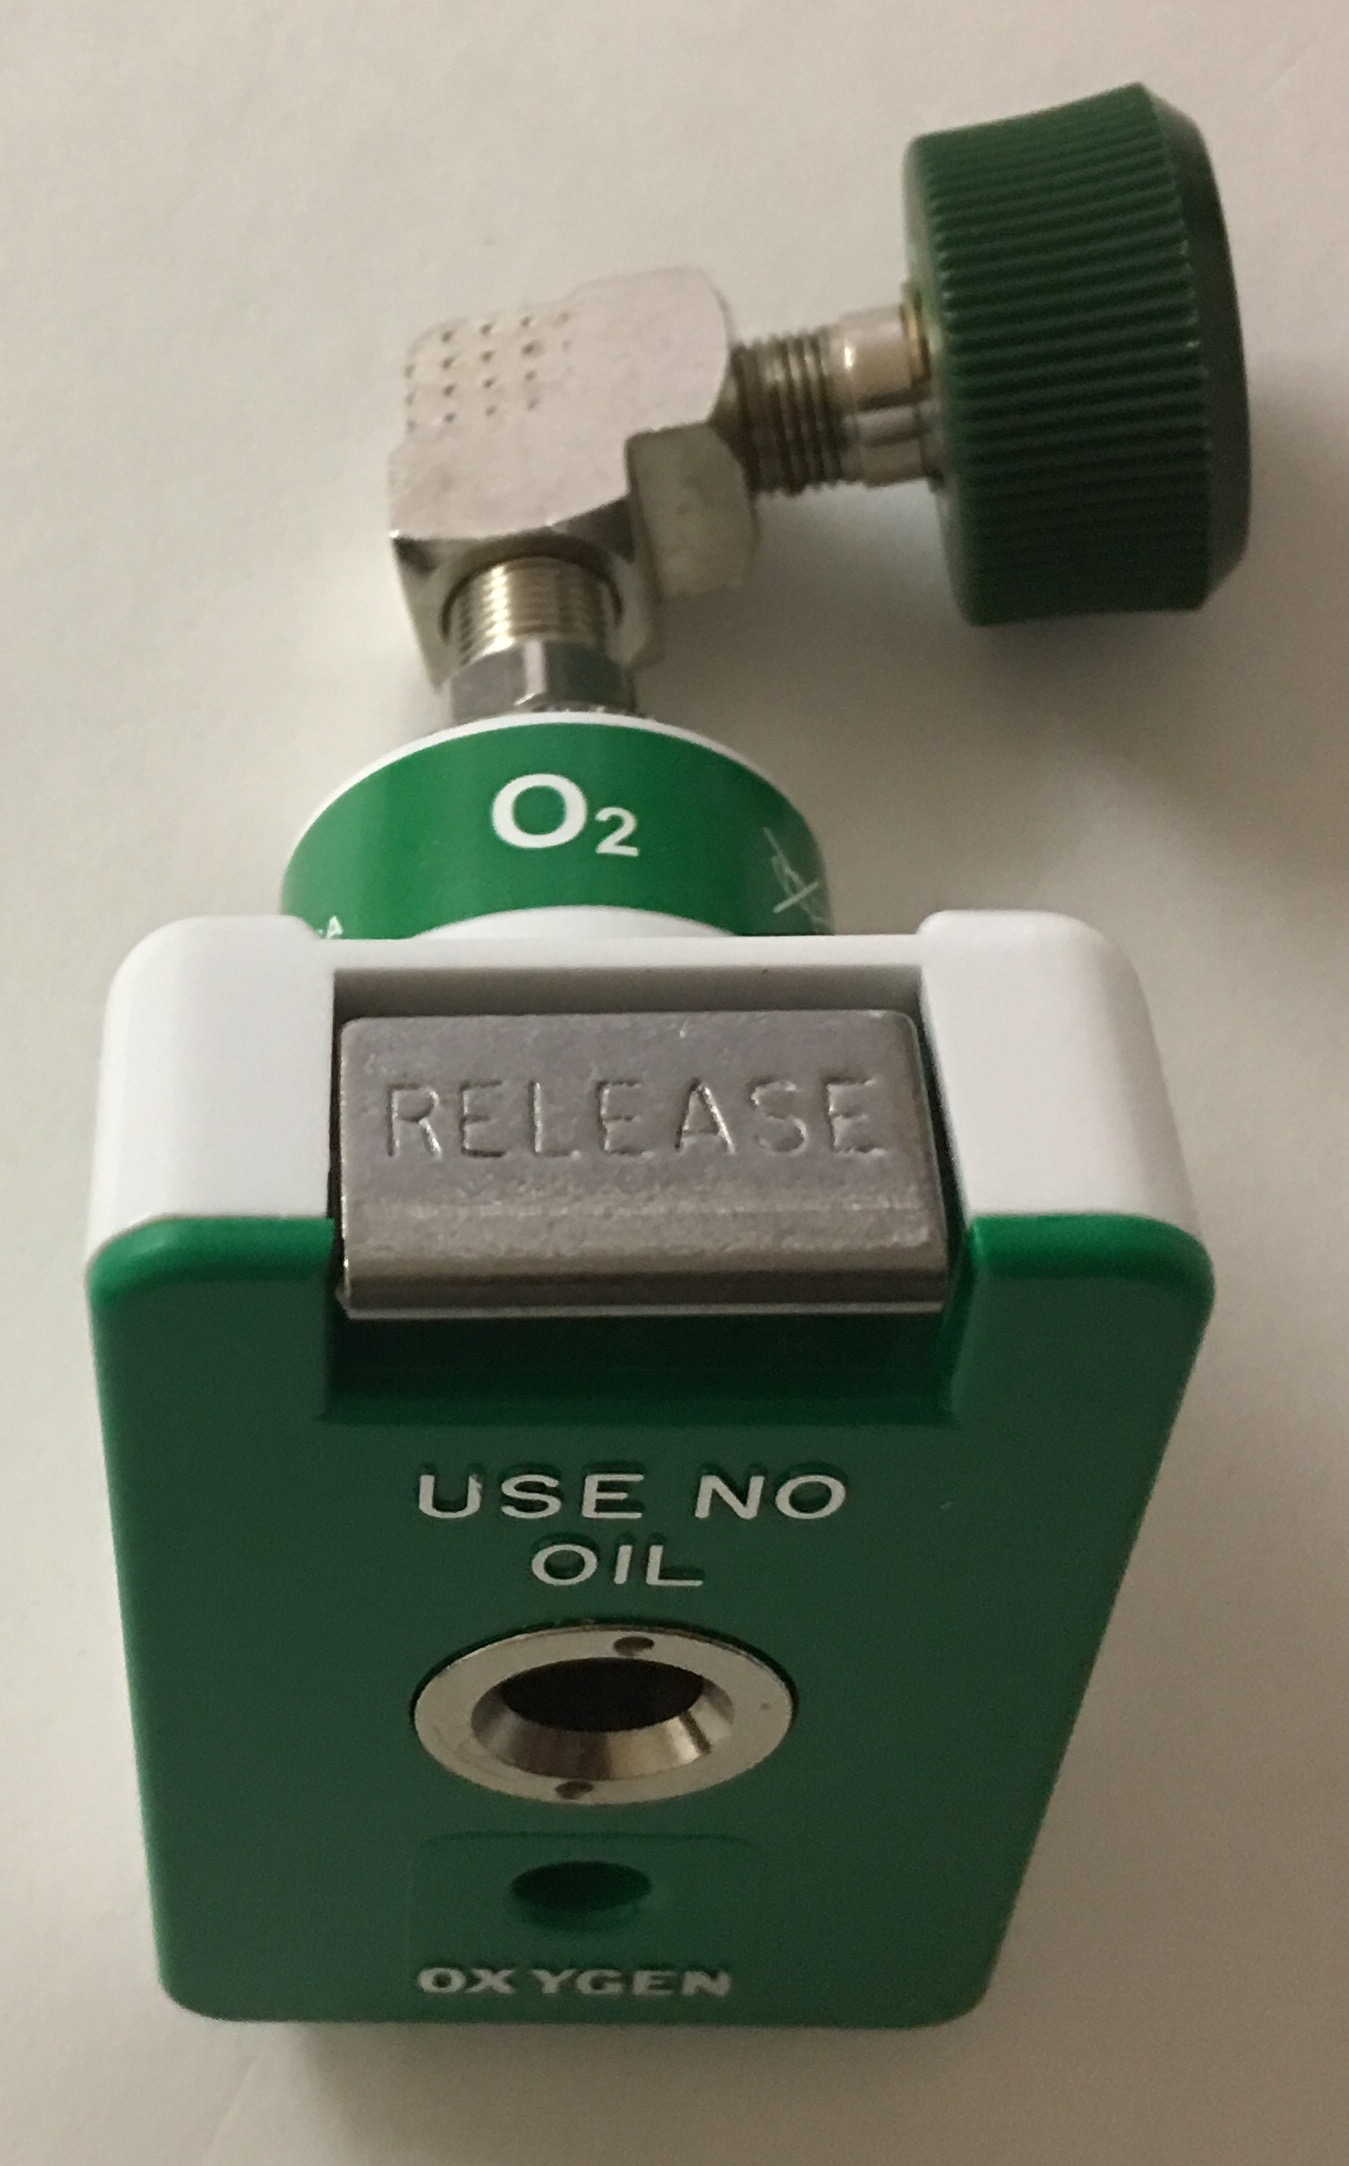 O2
RELEASE
USE NO
OIL
OXYGEN